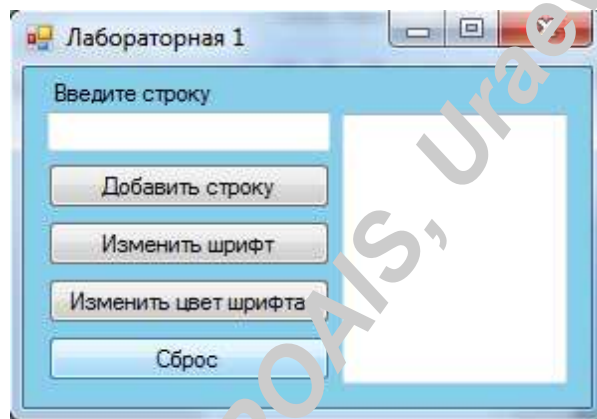 Лабораторная 1
Введите строку
Добавить строку
Изменить шрифт
Изменить цвет шрифта
Сброс